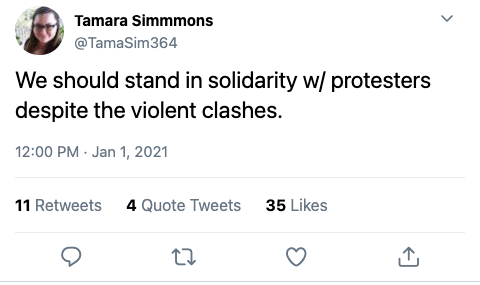 Tamara Simmmons
@TamaSim364
We should stand in solidarity w/ protesters
despite the violent clashes.
12:00 PM · Jan 1, 2021
11 Retweets 4 Quote Tweets 35 Likes